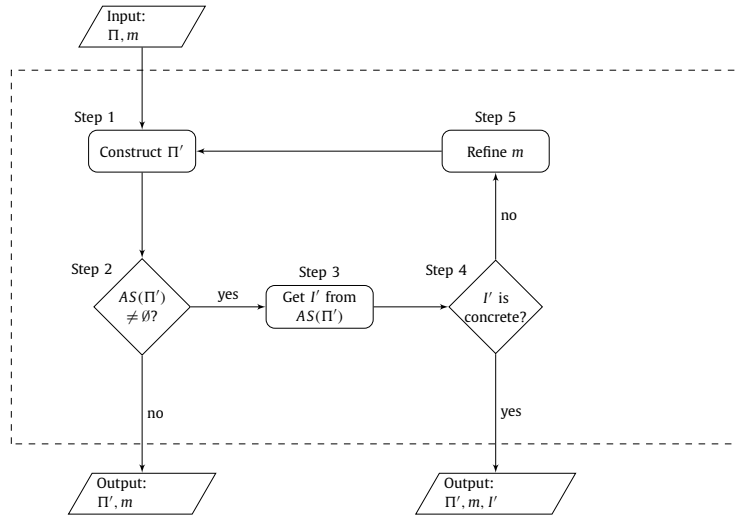 Input:
Π, m
Step 1
Construct Π′
Step 5
Refine m
no
Step 2
AS(Π′)
≠ ∅?
yes
Step 3
Get I′ from
AS(Π′)
Step 4
I′ is
concrete?
no
yes
Output:
Π′, m
Output:
Π′, m, I′